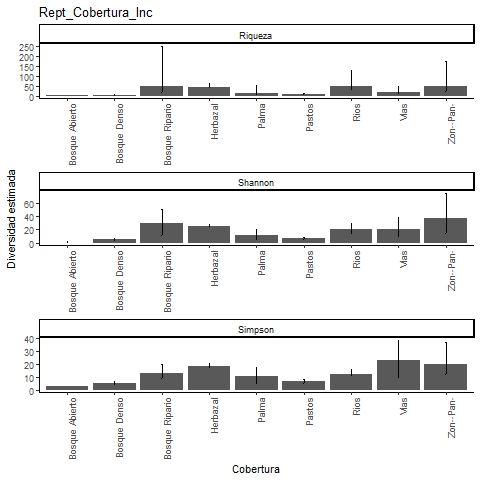 Rept_Cobertura_Inc
Riqueza
250
200
150
100
50
0
Bosque Abierto
Bosque Denso
Bosque Ripario
Herbazal
Palma
Pastos
Rios
Vias
Zon--Pan-
Diversidad estimada
Shannon
60
40
20
0
Bosque Abierto
Bosque Denso
Bosque Ripario
Herbazal
Palma
Pastos
Rios
Vias
Zon--Pan-
Simpson
40
30
20
10
0
Bosque Abierto
Bosque Denso
Bosque Ripario
Herbazal
Palma
Pastos
Rios
Vias
Zon--Pan-
Cobertura